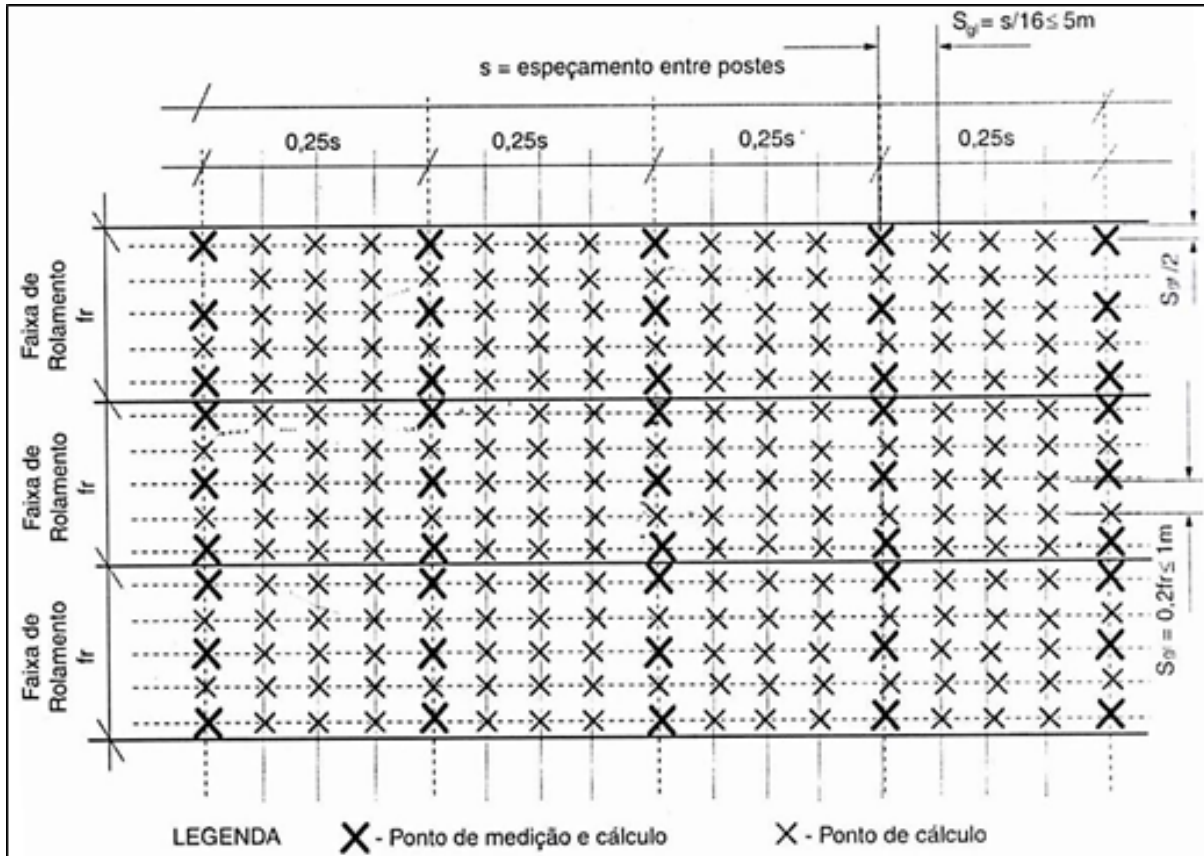 S_gl = s/16 ≤ 5m
s = espeçamento entre postes
0,25s 0,25s 0,25s 0,25s
Faixa de
Rolamento
fr
S_gt/2
Faixa de
Rolamento
fr
S_gt = 0,2fr ≤ 1m
Faixa de
Rolamento
fr
LEGENDA X - Ponto de medição e cálculo X - Ponto de cálculo